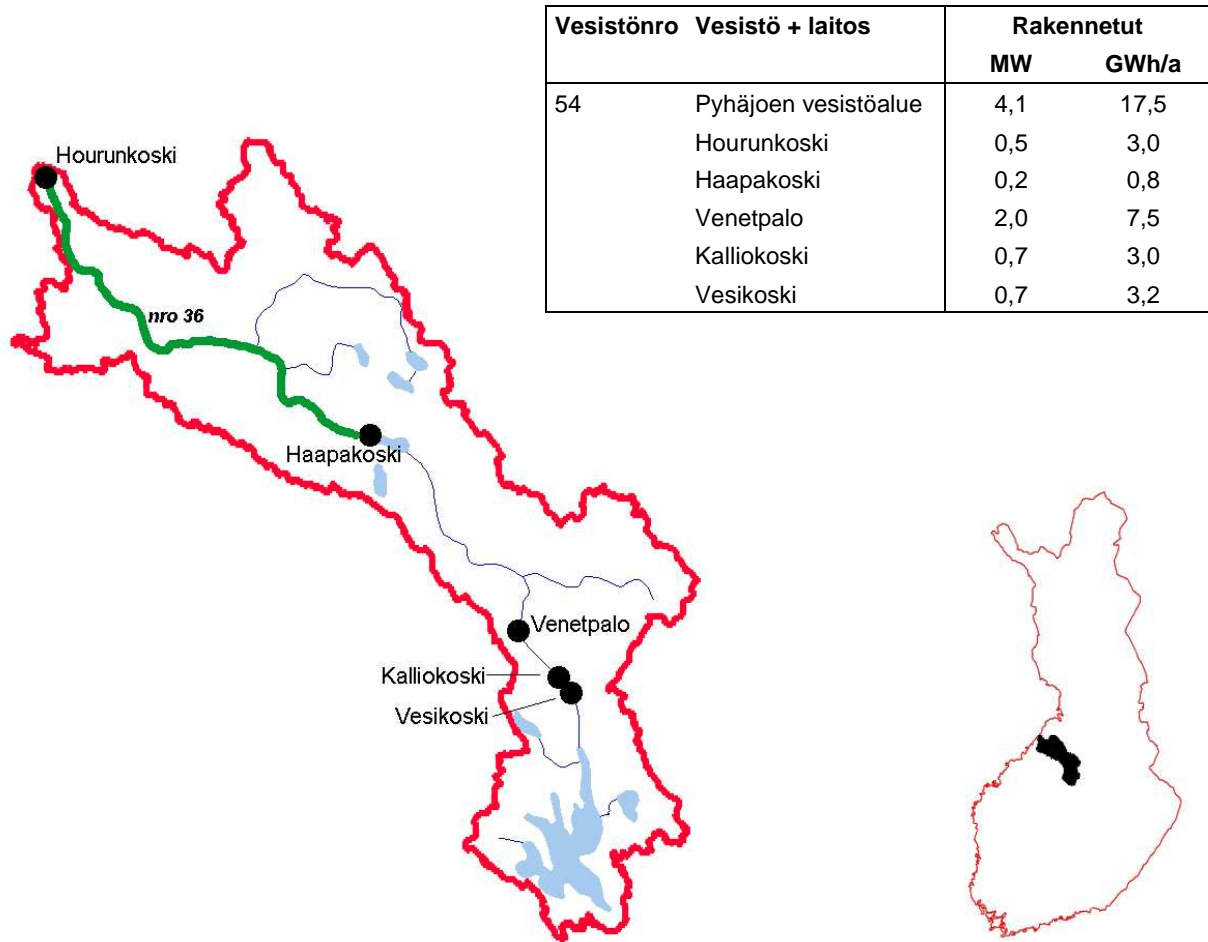 Vesistönro Vesistö + laitos Rakennetut
MW GWh/a
54 Pyhäjoen vesistöalue 4,1 17,5
Hourunkoski 0,5 3,0
Haapakoski 0,2 0,8
Venetpalo 2,0 7,5
Kalliokoski 0,7 3,0
Vesikoski 0,7 3,2
Hourunkoski
nro 36
Haapakoski
Venetpalo
Kalliokoski
Vesikoski